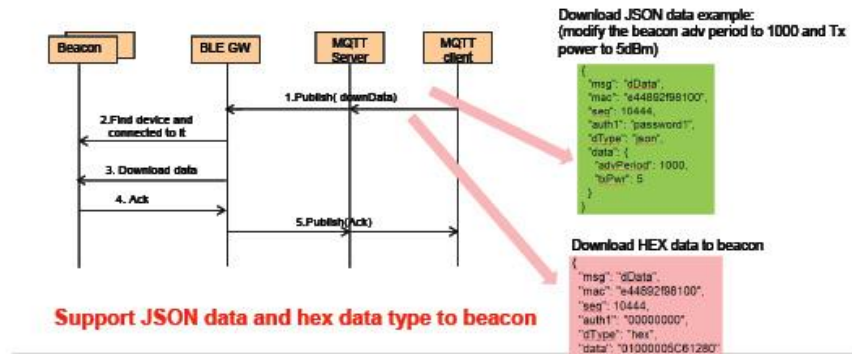 Download JSON data example:
(modify the beacon adv period to 1000 and Tx
power to 5dBm)
Beacon
BLE GW
MQTT
Server
MQTT
client
1.Publish( downData)
2.Find device and
connected to it
3. Download data
4. Ack
5.Publish(Ack)
{
"msg": "dData",
"mac": "e44892f98100",
"seq": 10444,
"auth1": "password1",
"dType": "json",
"data": {
"advPeriod": 1000,
"txPwr": 5
}
}
Download HEX data to beacon
{
"msg": "dData",
"mac": "e44892f98100",
"seq": 10444,
"auth1": "00000000",
"dType": "hex",
"data": "01000005C61280"
Support JSON data and hex data type to beacon